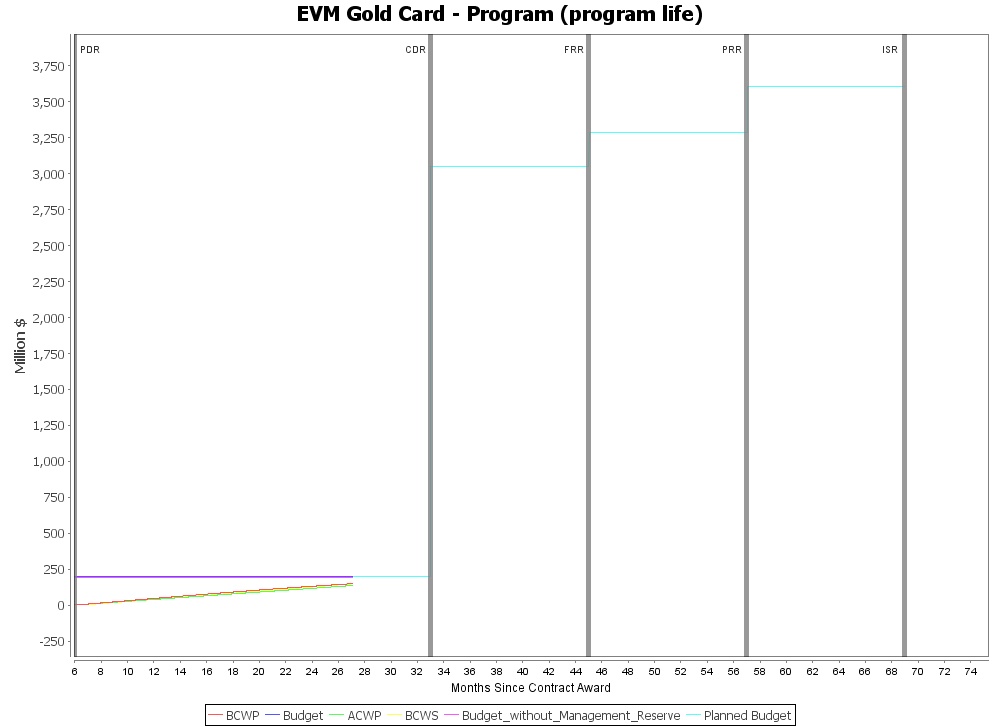 EVM Gold Card - Program (program life)
PDR CDR FRR PRR ISR
3,750
3,500
3,250
3,000
2,750
2,500
2,250
2,000
1,750
1,500
1,250
1,000
750
500
250
0
-250
Million $
6 8 10 12 14 16 18 20 22 24 26 28 30 32 34 36 38 40 42 44 46 48 50 52 54 56 58 60 62 64 66 68 70 72 74
Months Since Contract Award
BCWP Budget ACWP BCWS Budget_without_Management_Reserve Planned Budget